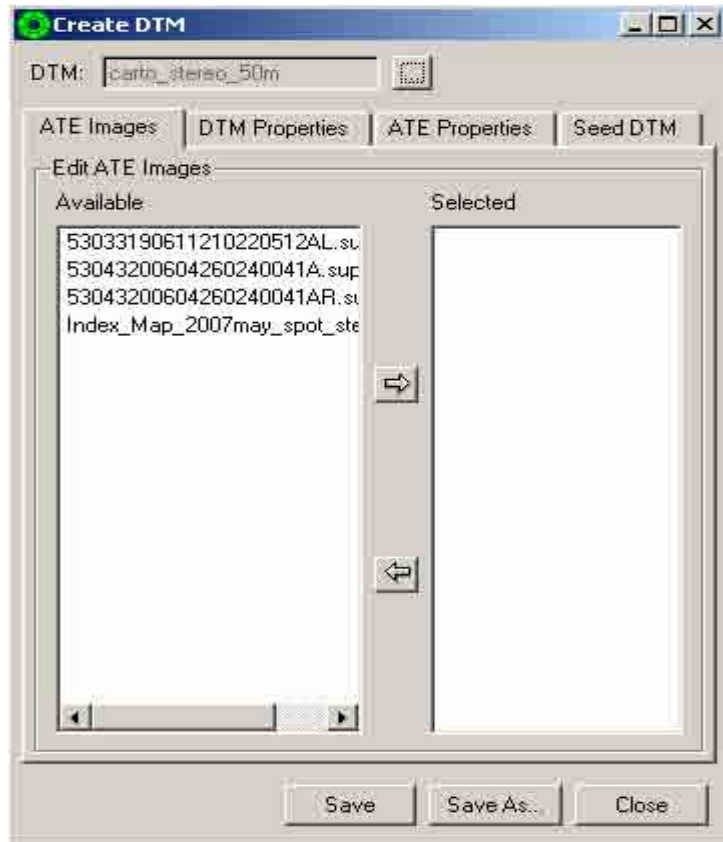 Create DTM
DTM: carto_stereo_50m
ATE Images DTM Properties ATE Properties Seed DTM
Edit ATE Images
Available Selected
53033190611210220512AL.su
53043200604260240041A.sup
53043200604260240041AR.su
Index_Map_2007may_spot_ste
Save Save As... Close